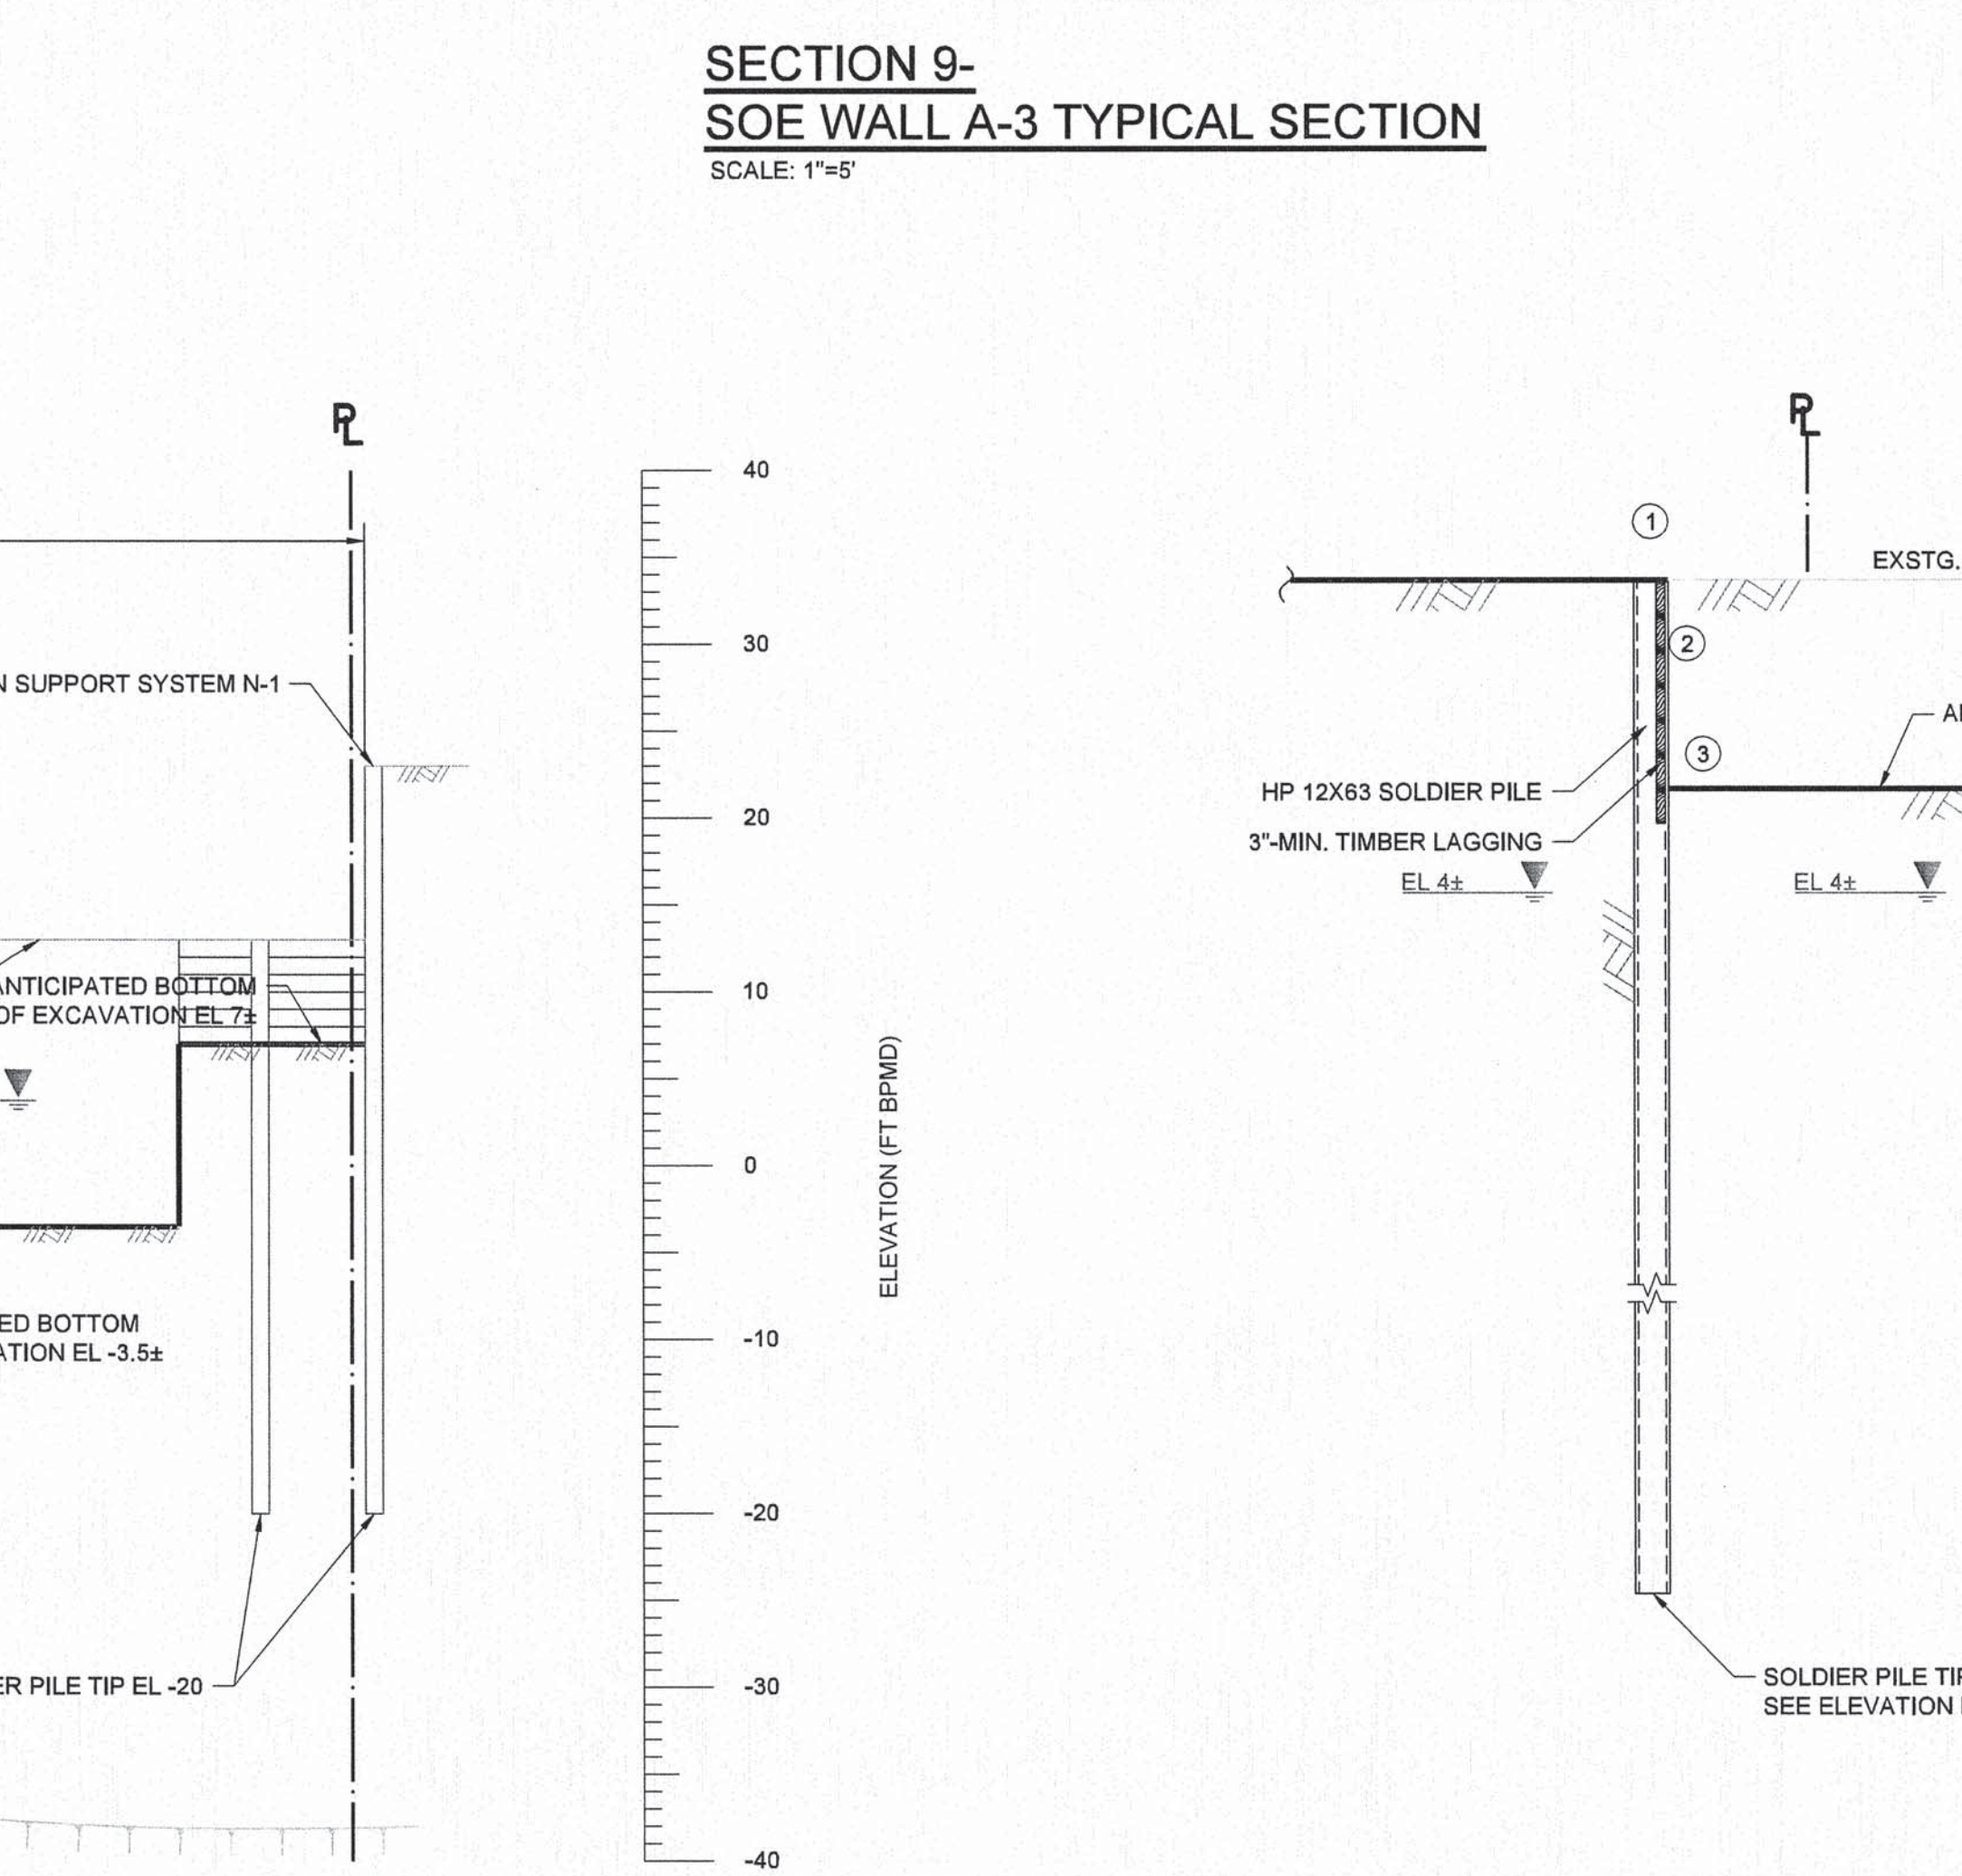 SECTION 9-
SOE WALL A-3 TYPICAL SECTION
SCALE: 1"=5'
PL
N SUPPORT SYSTEM N-1
ANTICIPATED BOTTOM
OF EXCAVATION EL 7±
ED BOTTOM
ATION EL -3.5±
ER PILE TIP EL -20
40
30
20
10
0
-10
-20
-30
-40
ELEVATION (FT BPMD)
PL
1
EXSTG.
2
3
HP 12X63 SOLDIER PILE
3"-MIN. TIMBER LAGGING
EL 4±
EL 4±
SOLDIER PILE
SEE ELEVATION